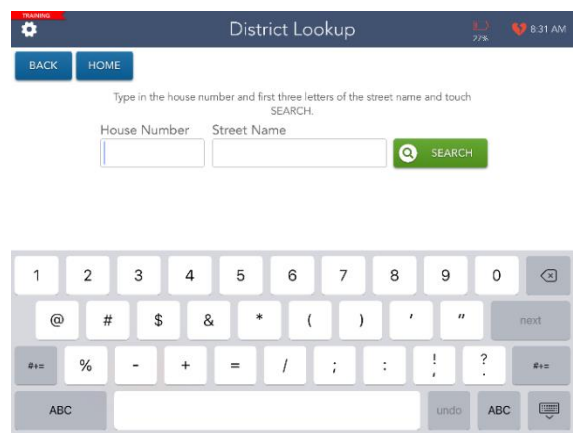 TRAINING
District Lookup
27%
8:31 AM
BACK HOME
Type in the house number and first three letters of the street name and touch
SEARCH.
House Number Street Name
SEARCH
1 2 3 4 5 6 7 8 9 0
@ # $ & * ( ) ' " next
#+= % - + = / ; : ! , ? . #+=
ABC undo ABC